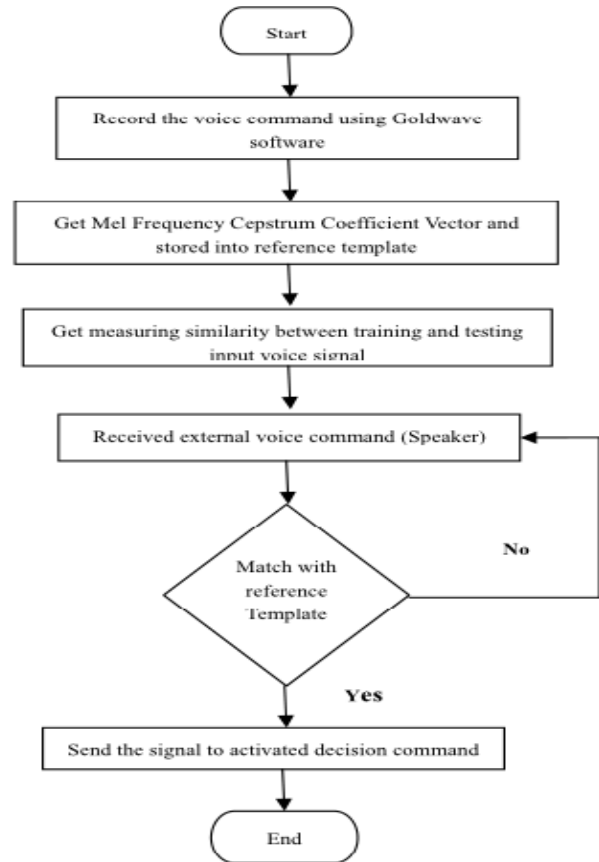 Start
Record the voice command using Goldwave
software
Get Mel Frequency Cepstrum Coefficient Vector and
stored into reference template
Get measuring similarity between training and testing
input voice signal
Received external voice command (Speaker)
Match with
reference
Template
No
Yes
Send the signal to activated decision command
End